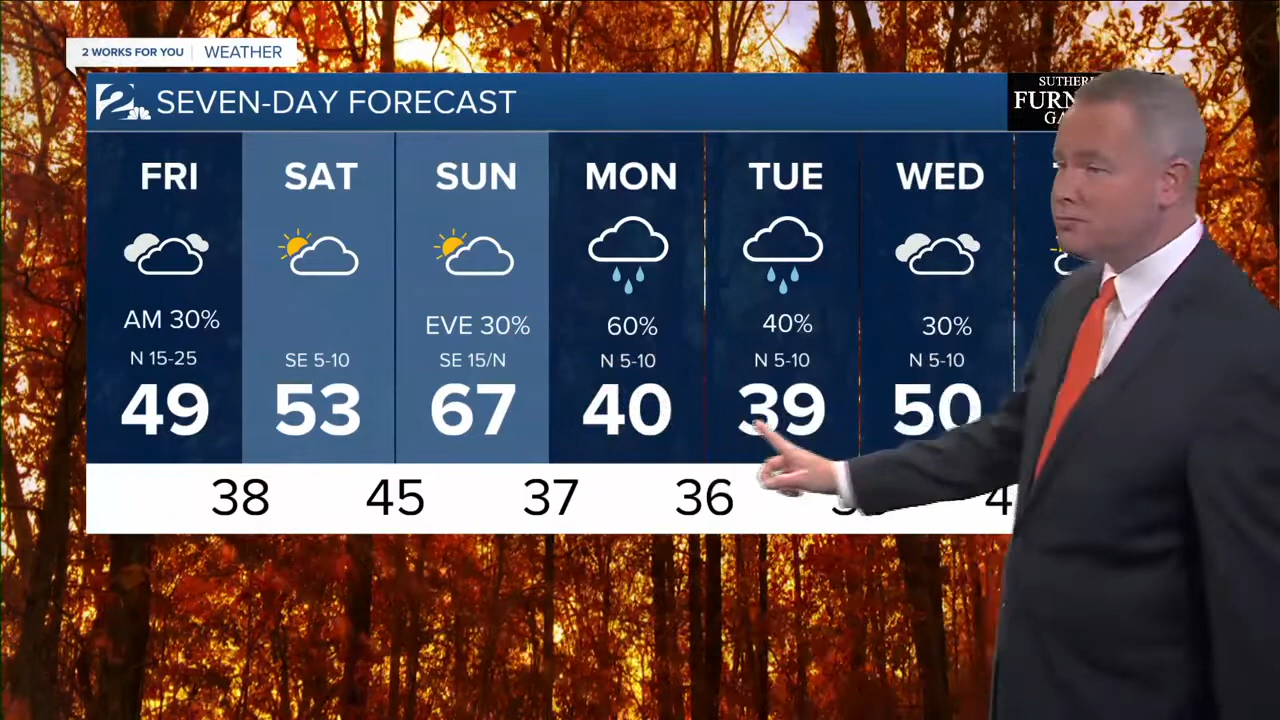 2 WORKS FOR YOU | WEATHER
2 SEVEN-DAY FORECAST
FRI SAT SUN MON TUE WED
AM 30% EVE 30% 60% 40% 30%
N 15-25 SE 5-10 SE 15/N N 5-10 N 5-10 N 5-10
49 53 67 40 39 50
38 45 37 36